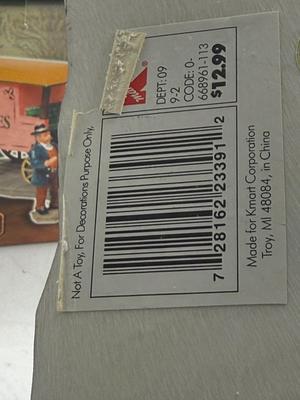 Not A Toy, For Decorations Purpose Only,
7 28162 23391 2
DEPT: 09
9-2
CODE: 0-
668961-113
$12.99
Made for Kmart Corporation
Troy, MI 48084, in China
ES